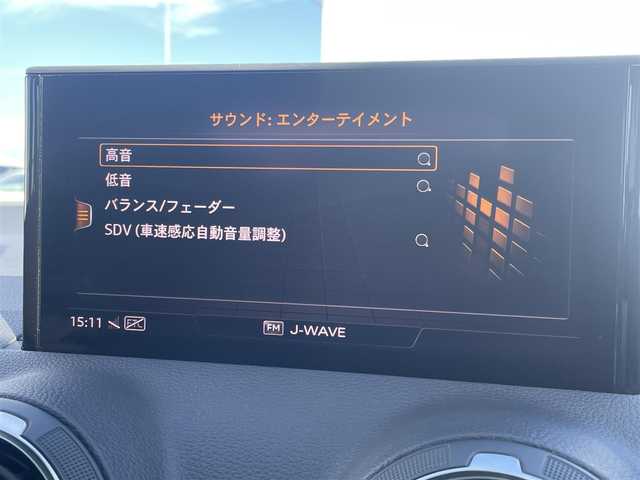 サウンド: エンターテイメント
高音
低音
バランス/フェーダー
SDV (車速感応自動音量調整)
15:11 ETC FM J-WAVE